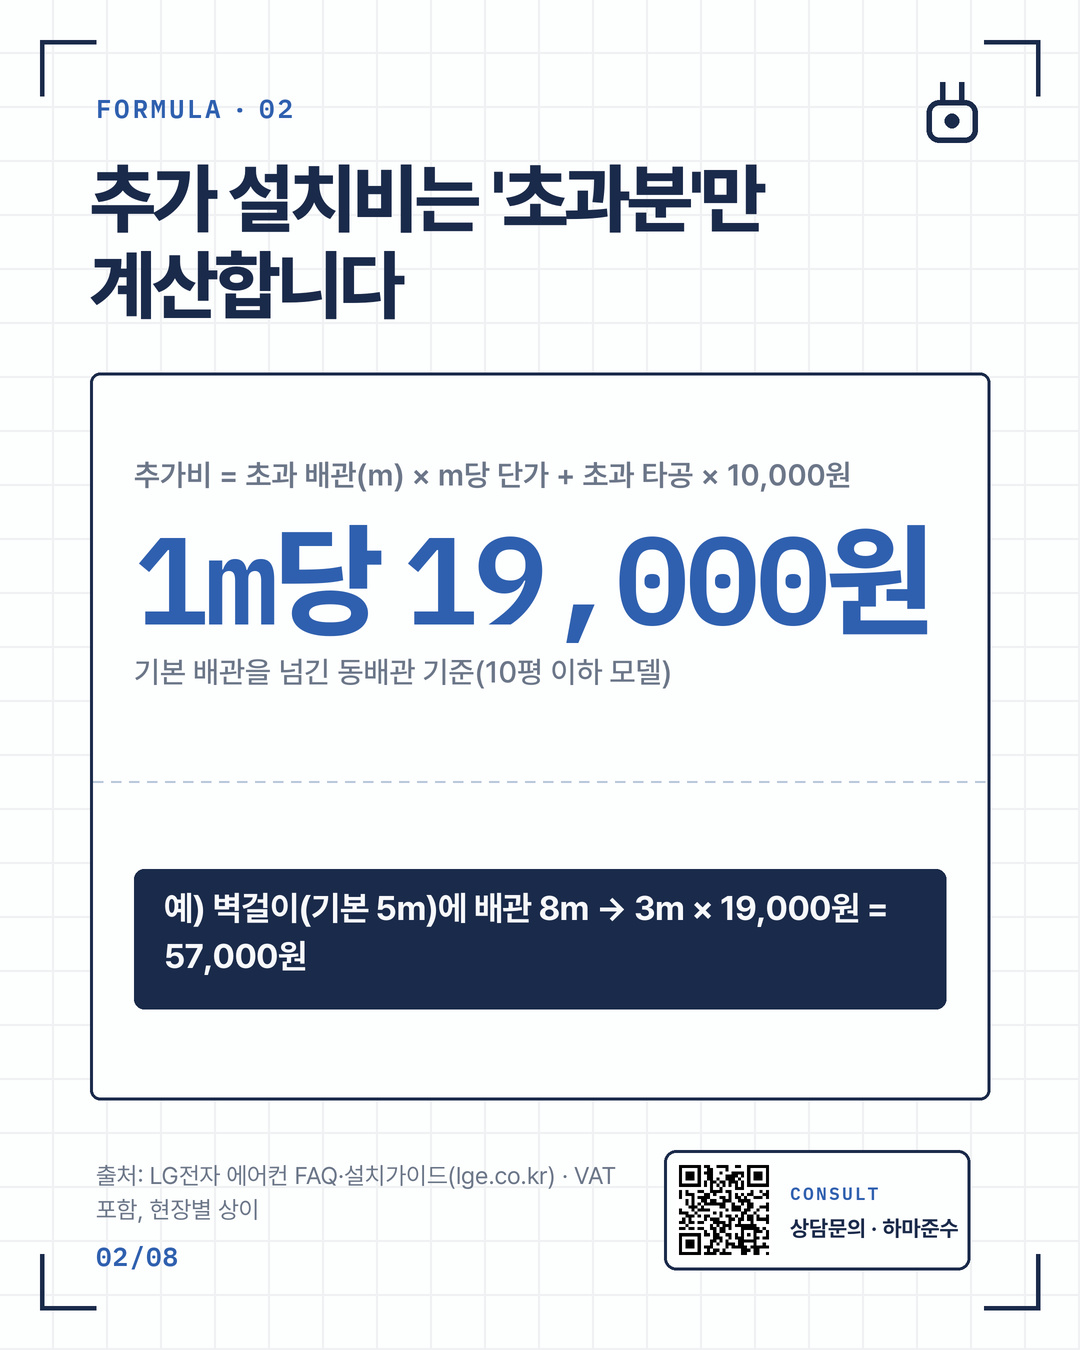 FORMULA · 02
추가 설치비는 '초과분'만
계산합니다
추가비 = 초과 배관(m) × m당 단가 + 초과 타공 × 10,000원
1m당 19,000원
기본 배관을 넘긴 동배관 기준(10평 이하 모델)
예) 벽걸이(기본 5m)에 배관 8m → 3m × 19,000원 =
57,000원
출처: LG전자 에어컨 FAQ·설치가이드(lge.co.kr) · VAT
포함, 현장별 상이
02/08
CONSULT
상담문의 · 하마준수